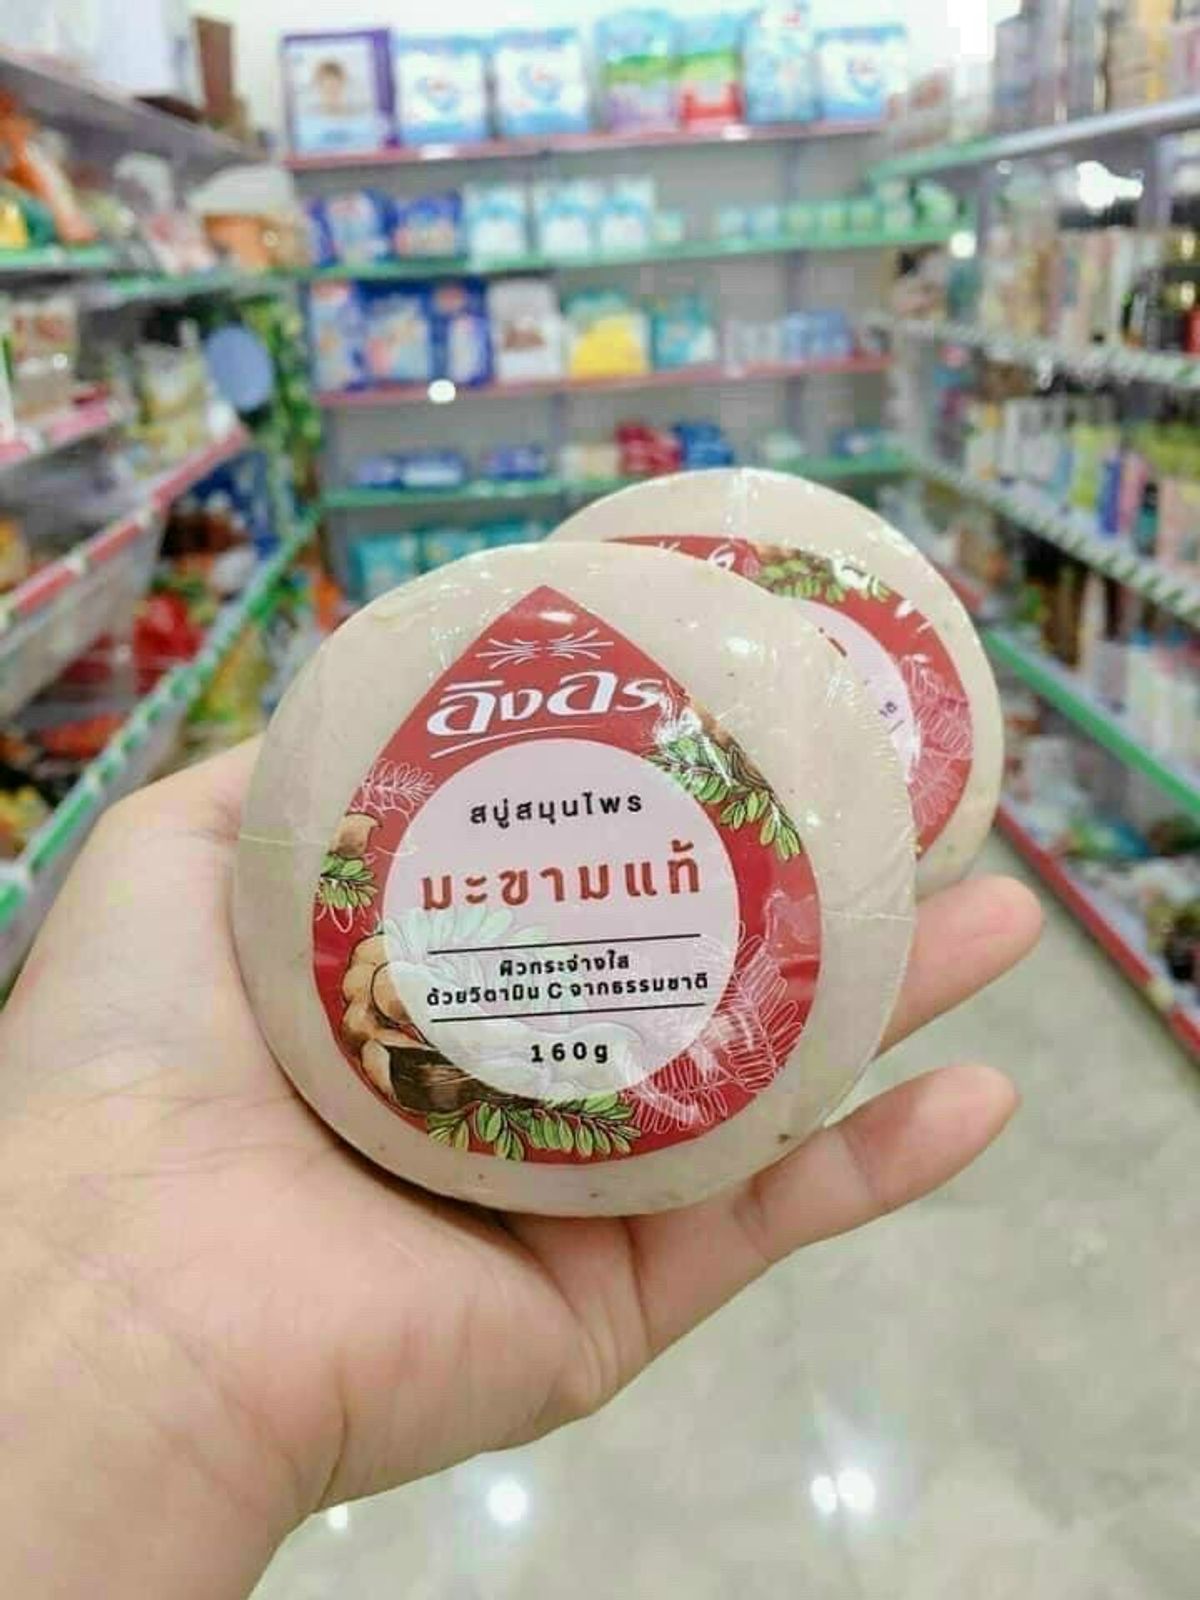 อิงอร
สบู่สมุนไพร
มะขามแท้
ผิวกระจ่างใส
ด้วยวิตามิน C จากธรรมชาติ
160g